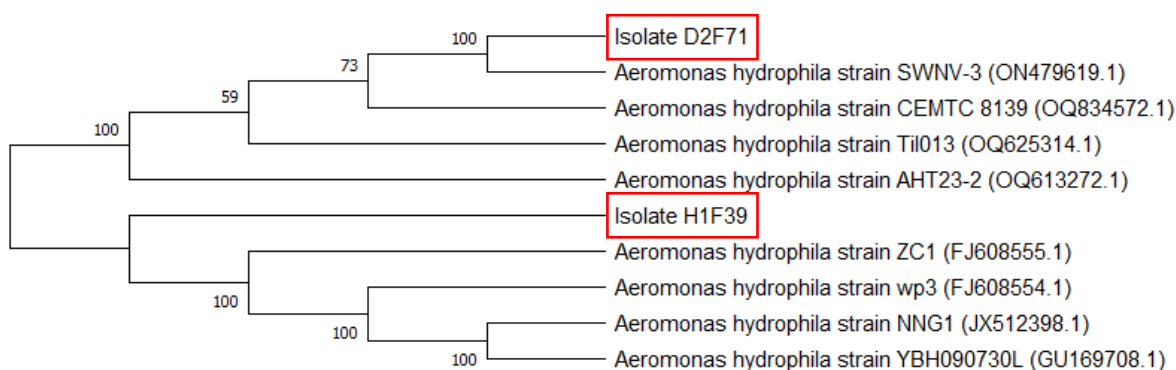 100
Isolate D2F71
73
Aeromonas hydrophila strain SWNV-3 (ON479619.1)
59
Aeromonas hydrophila strain CEMTC 8139 (OQ834572.1)
100
Aeromonas hydrophila strain Til013 (OQ625314.1)
Aeromonas hydrophila strain AHT23-2 (OQ613272.1)
Isolate H1F39
Aeromonas hydrophila strain ZC1 (FJ608555.1)
100
Aeromonas hydrophila strain wp3 (FJ608554.1)
100
Aeromonas hydrophila strain NNG1 (JX512398.1)
100
Aeromonas hydrophila strain YBH090730L (GU169708.1)